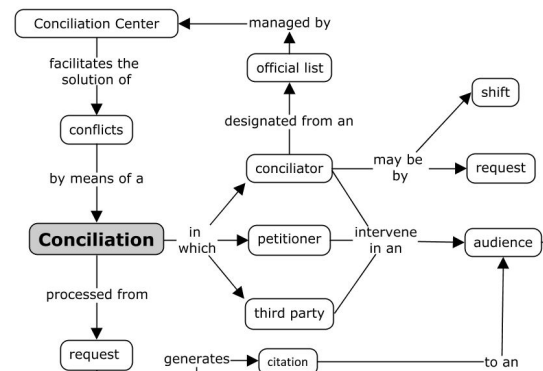 Conciliation Center
managed by
facilitates the
solution of
official list
shift
conflicts
designated from an
conciliator
may be
by
request
by means of a
Conciliation
in
which
petitioner
intervene
in an
audience
processed from
third party
request
generates
citation
to an